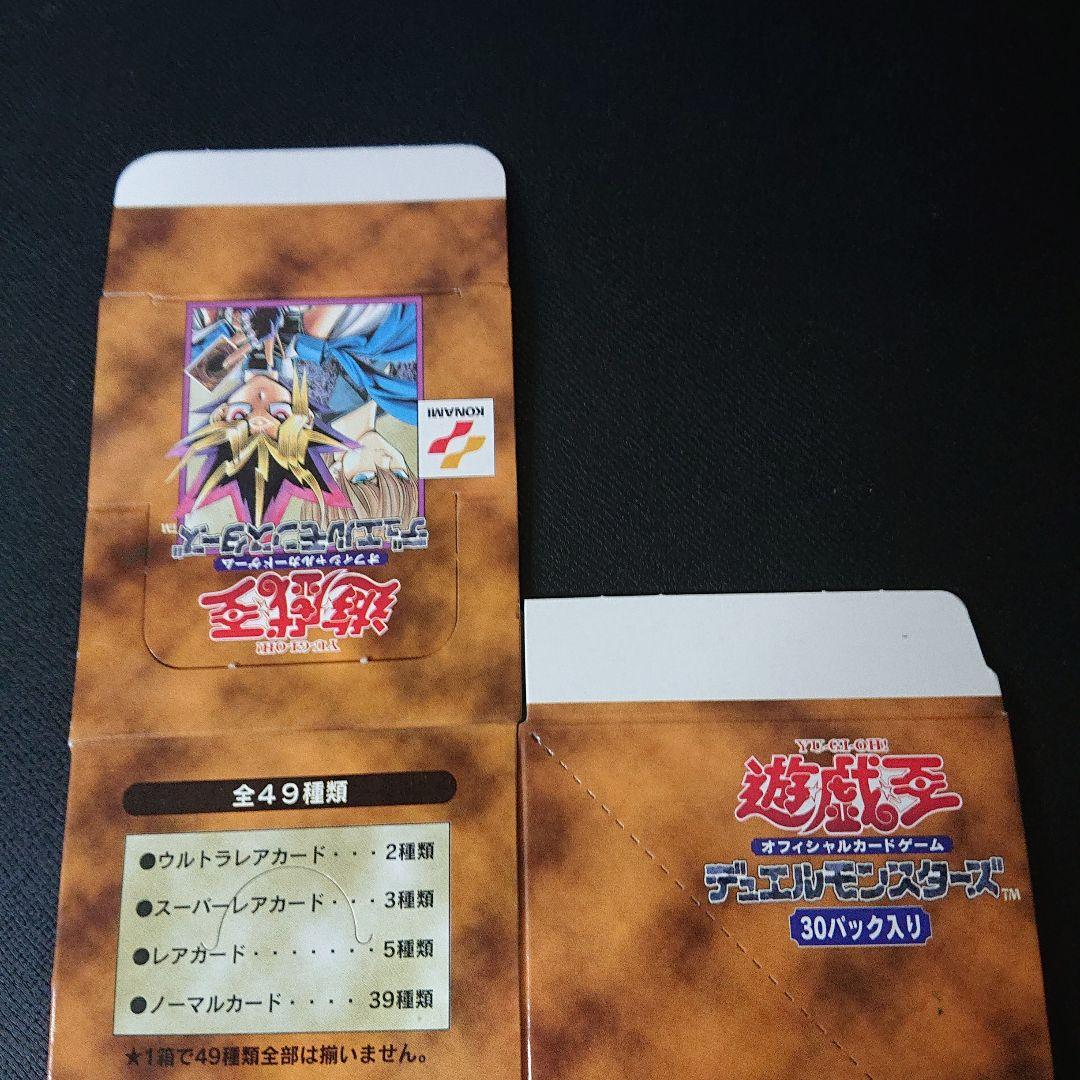 KONAMI
デュエルモンスターズ™
オフィシャルカードゲーム
遊戯王
YU-GI-OH!
全49種類
●ウルトラレアカード・・・2種類
●スーパーレアカード・・・3種類
●レアカード・・・・・・・5種類
●ノーマルカード・・・・39種類
★1箱で49種類全部は揃いません。
YU-GI-OH!
遊戯王
オフィシャルカードゲーム
デュエルモンスターズ™
30パック入り